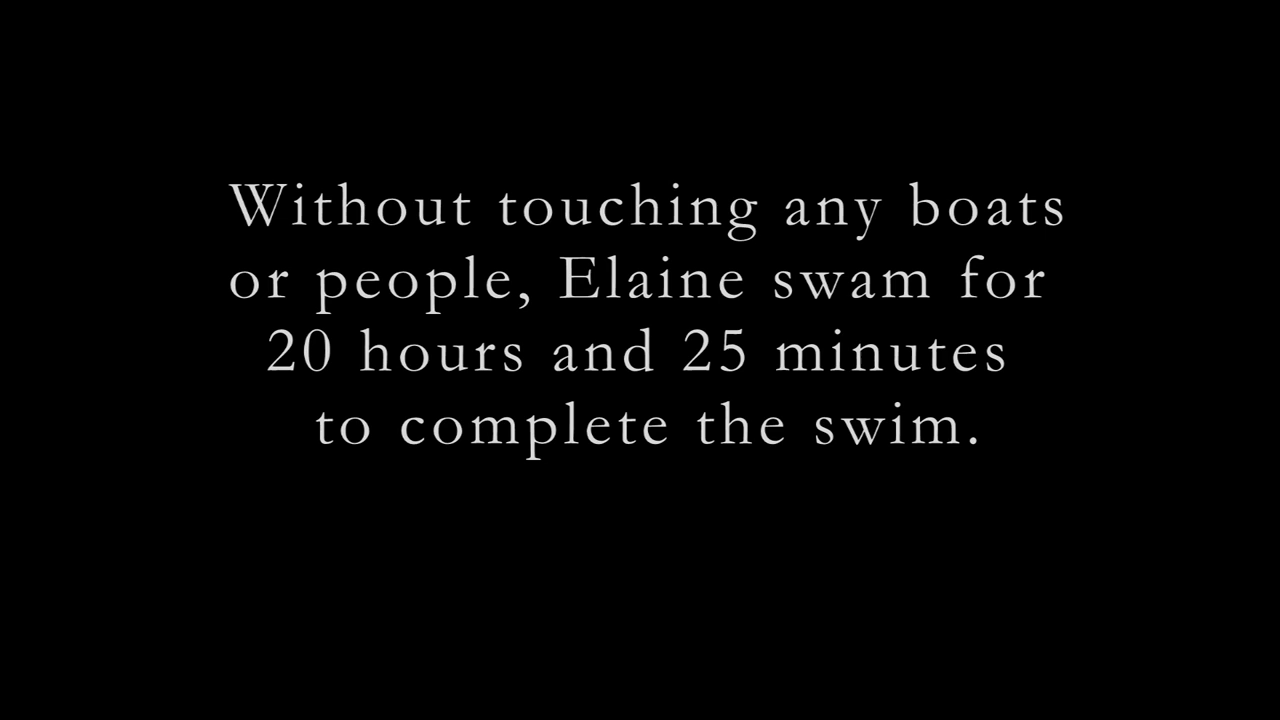 Without touching any boats
or people, Elaine swam for
20 hours and 25 minutes
to complete the swim.